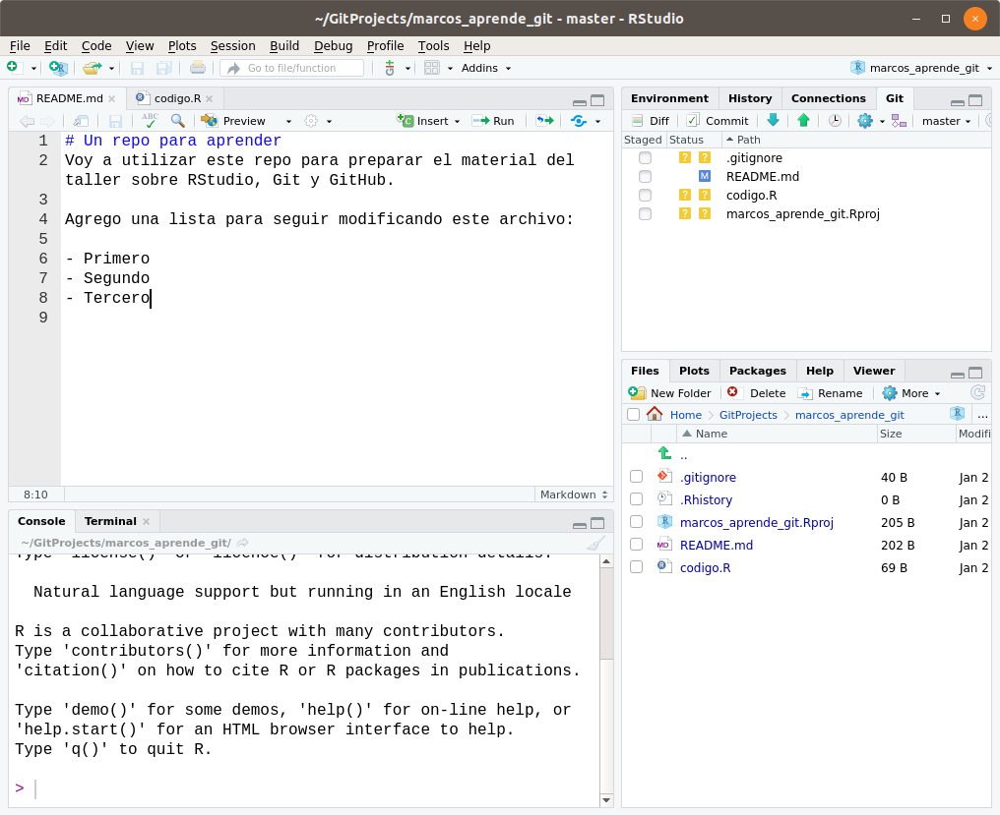 ~/GitProjects/marcos_aprende_git - master - RStudio
File Edit Code View Plots Session Build Debug Profile Tools Help
Go to file/function Addins marcos_aprende_git
README.md codigo.R
ABC Preview Insert Run
1 # Un repo para aprender
2 Voy a utilizar este repo para preparar el material del
taller sobre RStudio, Git y GitHub.
3
4 Agrego una lista para seguir modificando este archivo:
5
6 - Primero
7 - Segundo
8 - Tercero
9
8:10 Markdown
Console Terminal
~/GitProjects/marcos_aprende_git/
Type 'license()' or 'licence()' for distribution details.
Natural language support but running in an English locale
R is a collaborative project with many contributors.
Type 'contributors()' for more information and
'citation()' on how to cite R or R packages in publications.
Type 'demo()' for some demos, 'help()' for on-line help, or
'help.start()' for an HTML browser interface to help.
Type 'q()' to quit R.
>
Environment History Connections Git
Diff Commit master
Staged Status Path
? ? .gitignore
M README.md
? ? codigo.R
? ? marcos_aprende_git.Rproj
Files Plots Packages Help Viewer
New Folder Delete Rename More
Home GitProjects marcos_aprende_git ...
Name Size Modifi
..
.gitignore 40 B Jan 2
.Rhistory 0 B Jan 2
marcos_aprende_git.Rproj 205 B Jan 2
MD README.md 202 B Jan 2
codigo.R 69 B Jan 2